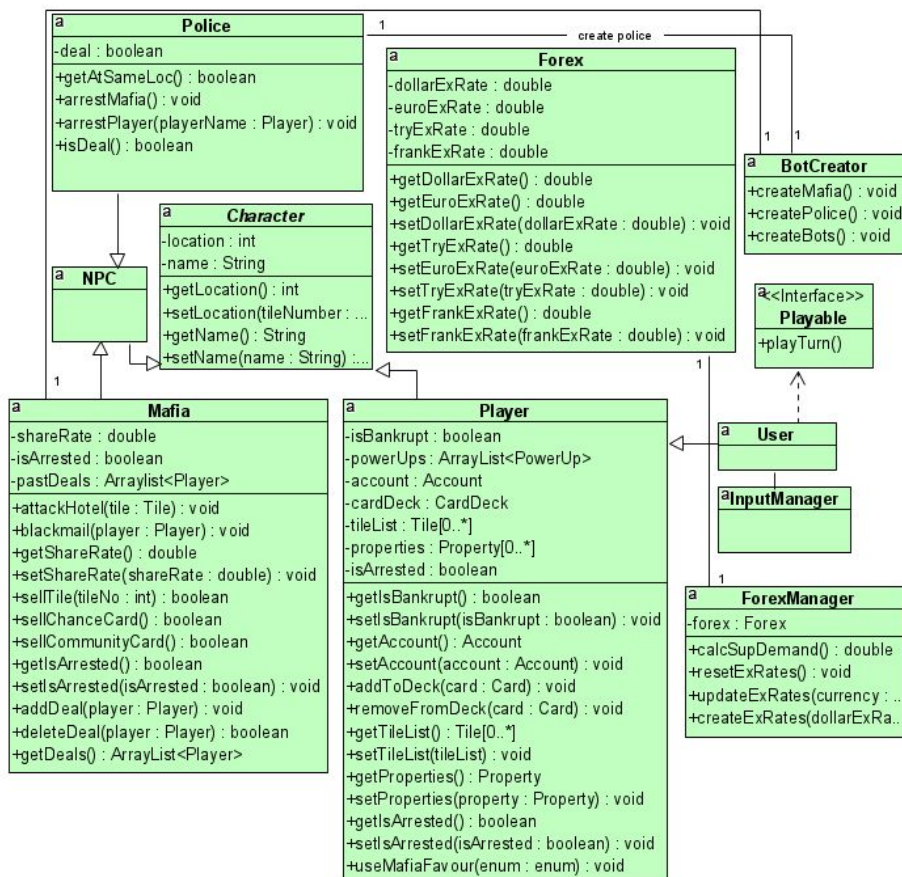 a
Police
-deal : boolean
+getAtSameLoc() : boolean
+arrestMafia() : void
+arrestPlayer(playerName : Player) : void
+isDeal() : boolean
1
create police
a
Forex
-dollarExRate : double
-euroExRate : double
-tryExRate : double
-frankExRate : double
+getDollarExRate() : double
+getEuroExRate() : double
+setDollarExRate(dollarExRate : double) : void
+getTryExRate() : double
+setEuroExRate(euroExRate : double) : void
+setTryExRate(tryExRate : double) : void
+getFrankExRate() : double
+setFrankExRate(frankExRate : double) : void
1
1
1
a
BotCreator
+createMafia() : void
+createPolice() : void
+createBots() : void
a
Character
-location : int
-name : String
+getLocation() : int
+setLocation(tileNumber : ...
+getName() : String
+setName(name : String) :...
a
NPC
a
<<Interface>>
Playable
+playTurn()
1
a
Mafia
-shareRate : double
-isArrested : boolean
-pastDeals : Arraylist<Player>
+attackHotel(tile : Tile) : void
+blackmail(player : Player) : void
+getShareRate() : double
+setShareRate(shareRate : double) : void
+sellTile(tileNo : int) : boolean
+sellChanceCard() : boolean
+sellCommunityCard() : boolean
+getIsArrested() : boolean
+setIsArrested(isArrested : boolean) : void
+addDeal(player : Player) : void
+deleteDeal(player : Player) : boolean
+getDeals() : ArrayList<Player>
a
Player
-isBankrupt : boolean
-powerUps : ArrayList<PowerUp>
-account : Account
-cardDeck : CardDeck
-tileList : Tile[0..*]
-properties : Property[0..*]
-isArrested : boolean
+getIsBankrupt() : boolean
+setIsBankrupt(isBankrupt : boolean) : void
+getAccount() : Account
+setAccount(account : Account) : void
+addToDeck(card : Card) : void
+removeFromDeck(card : Card) : void
+getTileList() : Tile[0..*]
+setTileList(tileList) : void
+getProperties() : Property
+setProperties(property : Property) : void
+getIsArrested() : boolean
+setIsArrested(isArrested : boolean) : void
+useMafiaFavour(enum : enum) : void
a
User
a
InputManager
1
a
ForexManager
-forex : Forex
+calcSupDemand() : double
+resetExRates() : void
+updateExRates(currency : ...
+createExRates(dollarExRa...